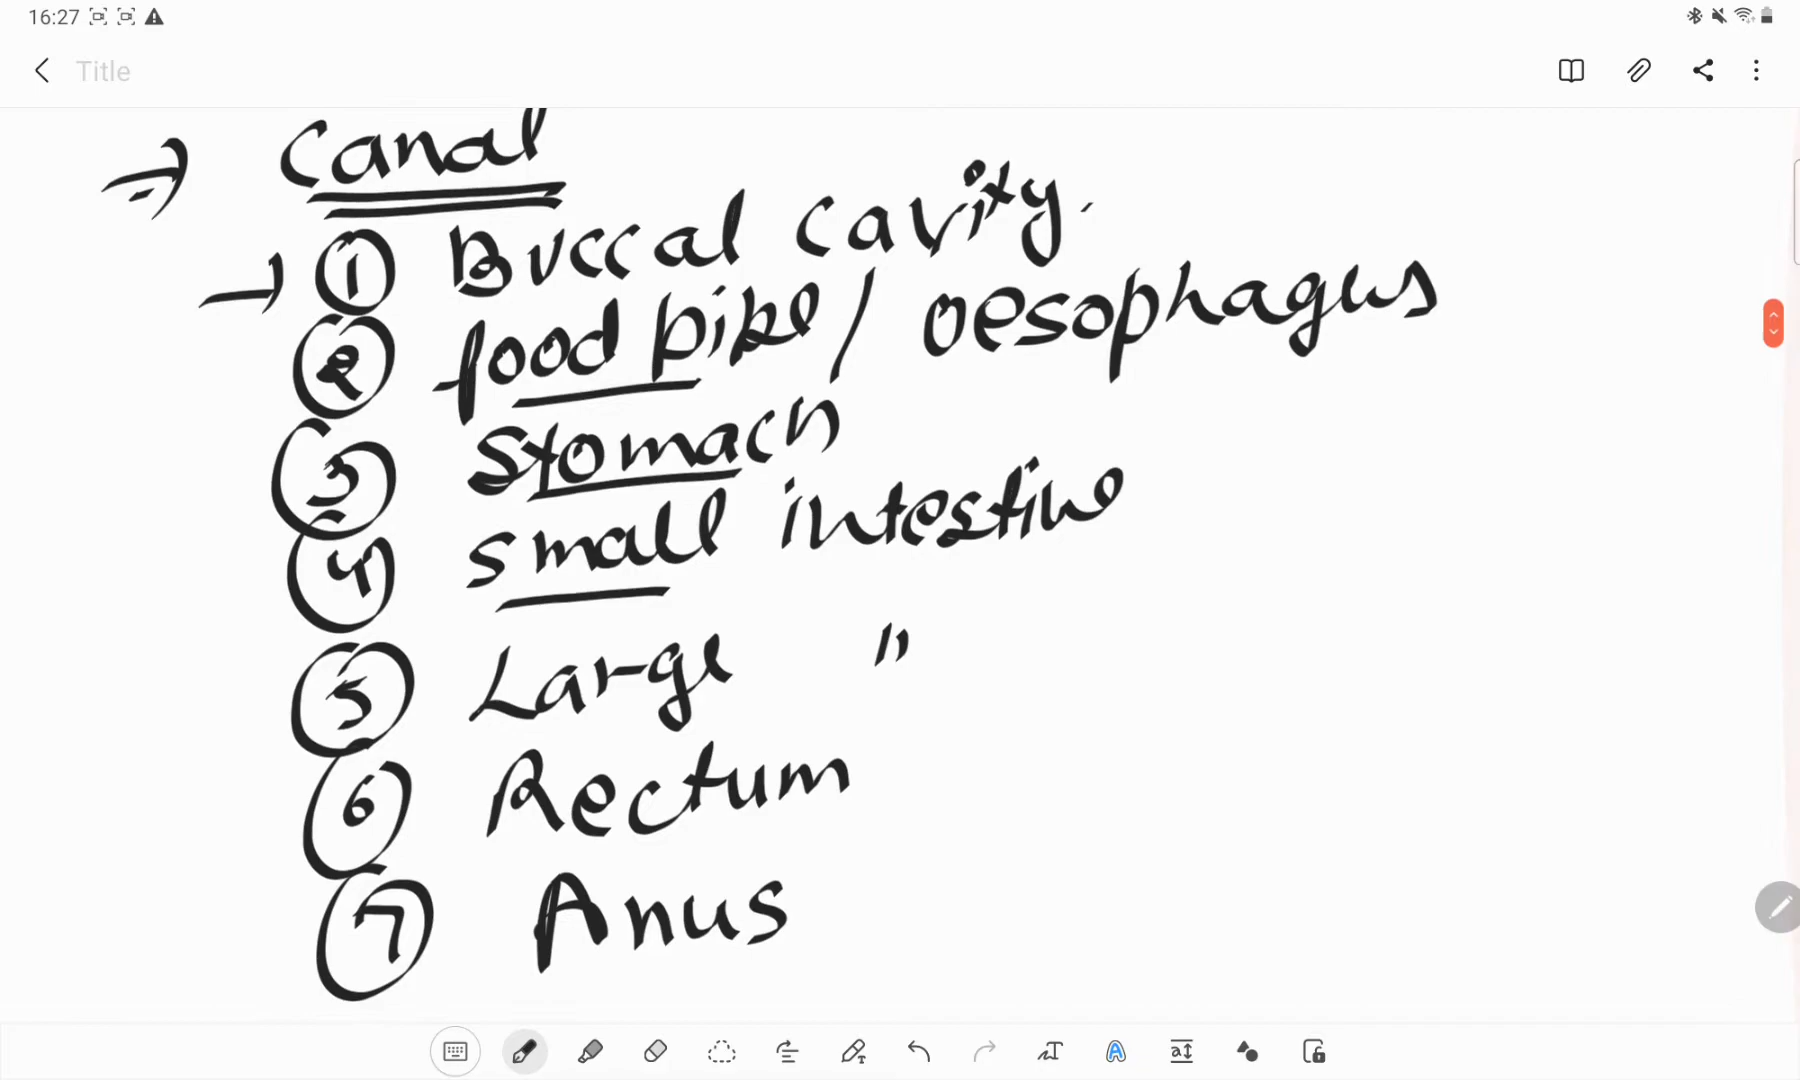 16:27
Title
⇒ Canal
→ ① Buccal cavity.
② food pipe / oesophagus
③ Stomach
④ small intestine
⑤ Large "
⑥ Rectum
⑦ Anus